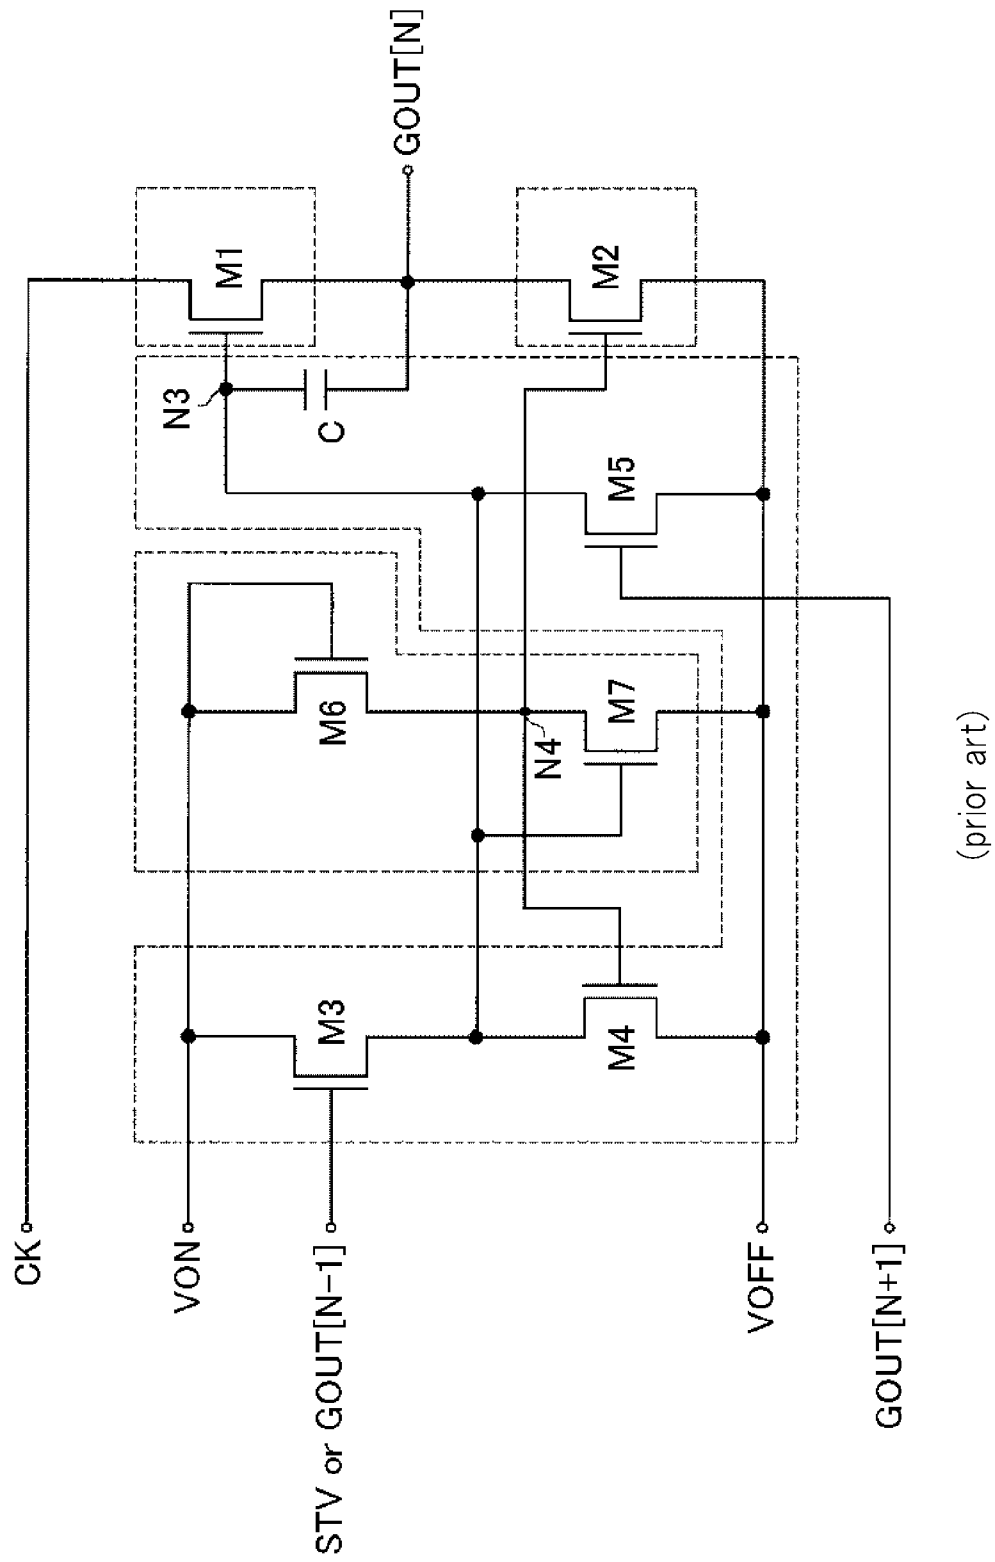 CK
VON
STV or GOUT[N-1]
VOFF
GOUT[N+1]
M3
M4
M6
N4
M7
M5
N3
C
M1
M2
GOUT[N]
(prior art)